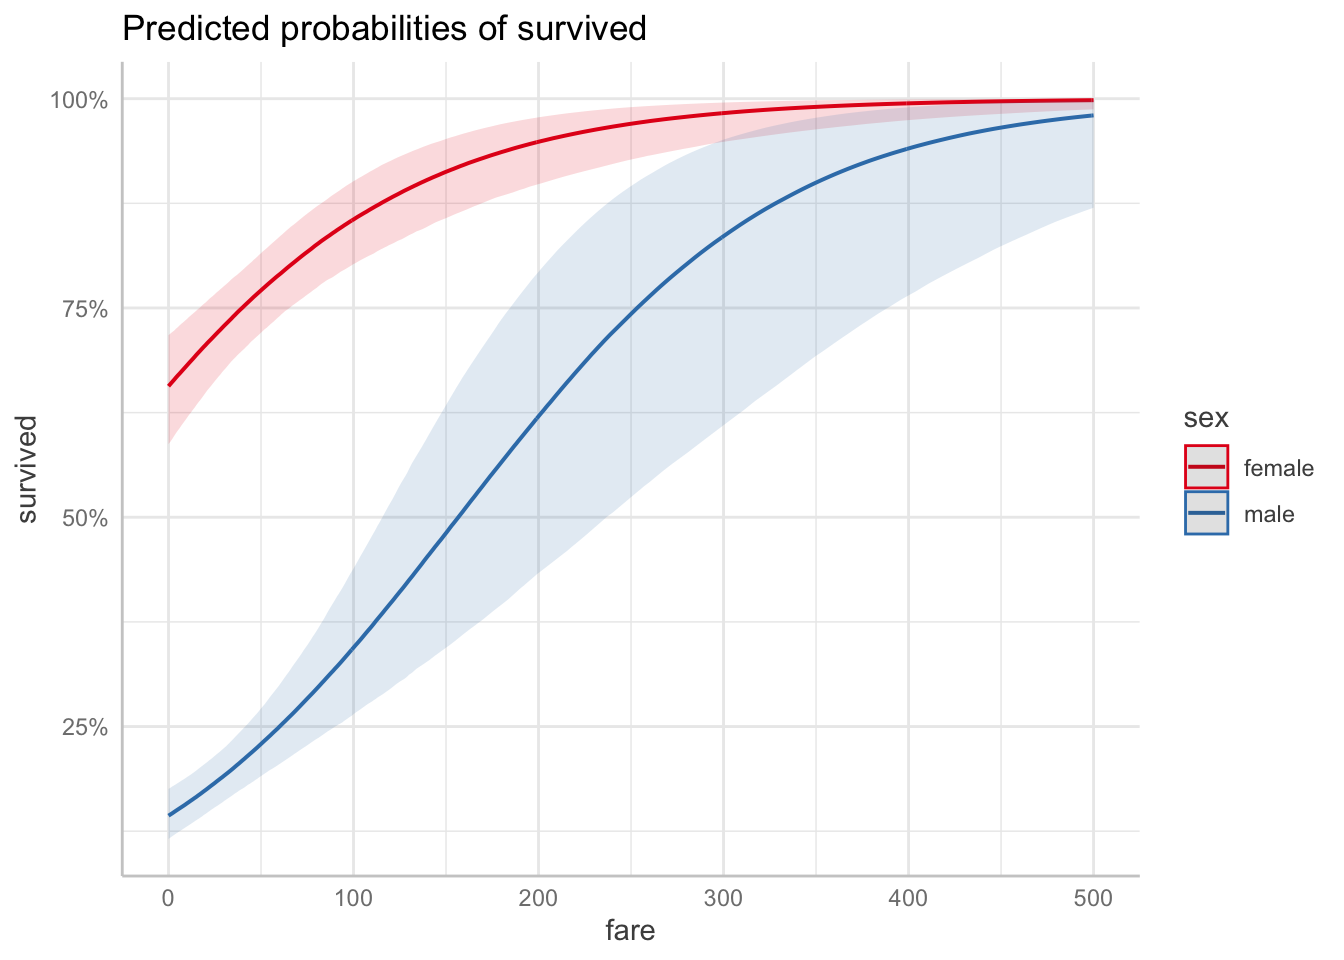 Predicted probabilities of survived
100%
75%
50%
25%
survived
0 100 200 300 400 500
fare
sex
female
male